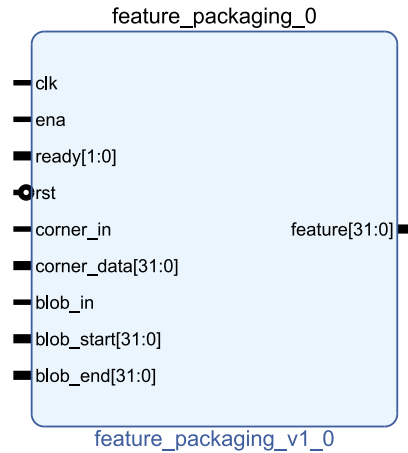 feature_packaging_0
clk
ena
ready[1:0]
rst
corner_in
feature[31:0]
corner_data[31:0]
blob_in
blob_start[31:0]
blob_end[31:0]
feature_packaging_v1_0